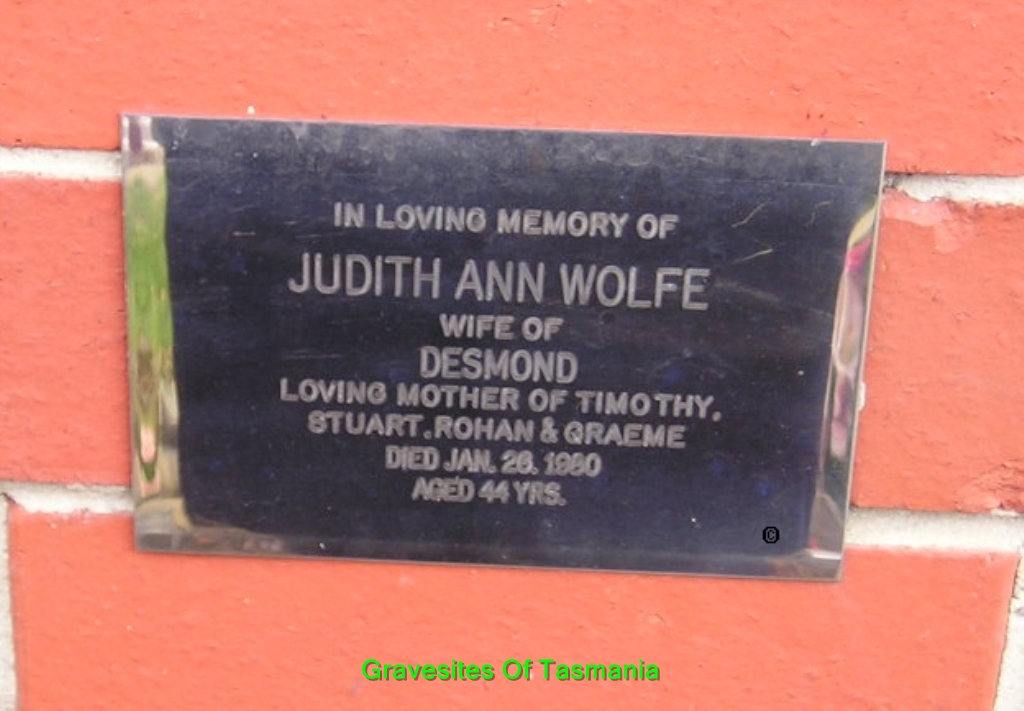 IN LOVING MEMORY OF
JUDITH ANN WOLFE
WIFE OF
DESMOND
LOVING MOTHER OF TIMOTHY,
STUART, ROHAN & GRAEME
DIED JAN. 26. 1980
AGED 44 YRS.
©
Gravesites Of Tasmania